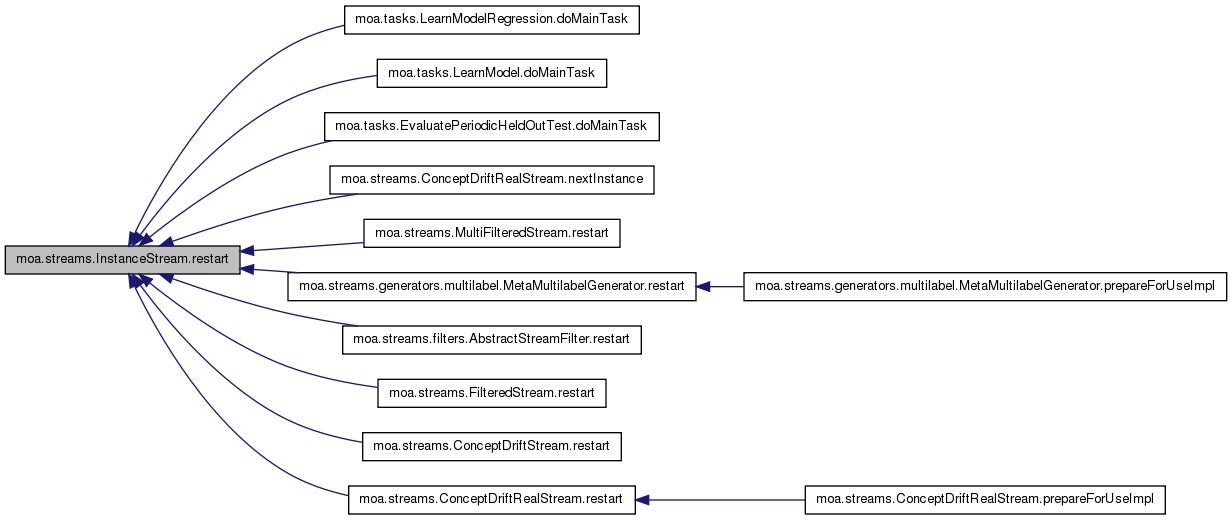 moa.tasks.LearnModelRegression.doMainTask
moa.tasks.LearnModel.doMainTask
moa.tasks.EvaluatePeriodicHeldOutTest.doMainTask
moa.streams.ConceptDriftRealStream.nextInstance
moa.streams.MultiFilteredStream.restart
moa.streams.InstanceStream.restart
moa.streams.generators.multilabel.MetaMultilabelGenerator.restart
moa.streams.generators.multilabel.MetaMultilabelGenerator.prepareForUseImpl
moa.streams.filters.AbstractStreamFilter.restart
moa.streams.FilteredStream.restart
moa.streams.ConceptDriftStream.restart
moa.streams.ConceptDriftRealStream.restart
moa.streams.ConceptDriftRealStream.prepareForUseImpl